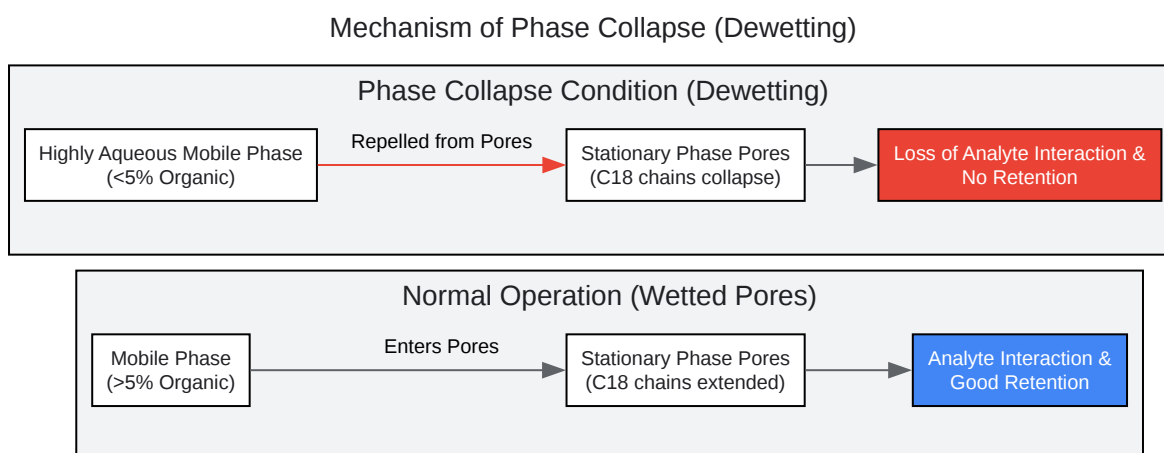 Mechanism of Phase Collapse (Dewetting)
Phase Collapse Condition (Dewetting)
Highly Aqueous Mobile Phase
(<5% Organic)
Repelled from Pores
Stationary Phase Pores
(C18 chains collapse)
Loss of Analyte Interaction &
No Retention
Normal Operation (Wetted Pores)
Mobile Phase
(>5% Organic)
Enters Pores
Stationary Phase Pores
(C18 chains extended)
Analyte Interaction &
Good Retention